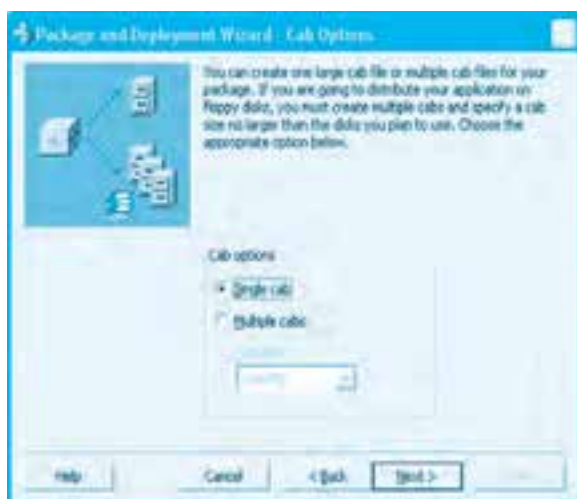 Package and Deployment Wizard - Cab Options
You can create one large cab file or multiple cab files for your
package. If you are going to distribute your application on
floppy disks, you must create multiple cabs and specify a cab
size no larger than the disks you plan to use. Choose the
appropriate option below.
Cab options
Single cab
Multiple cabs
Help
Cancel
< Back
Next >